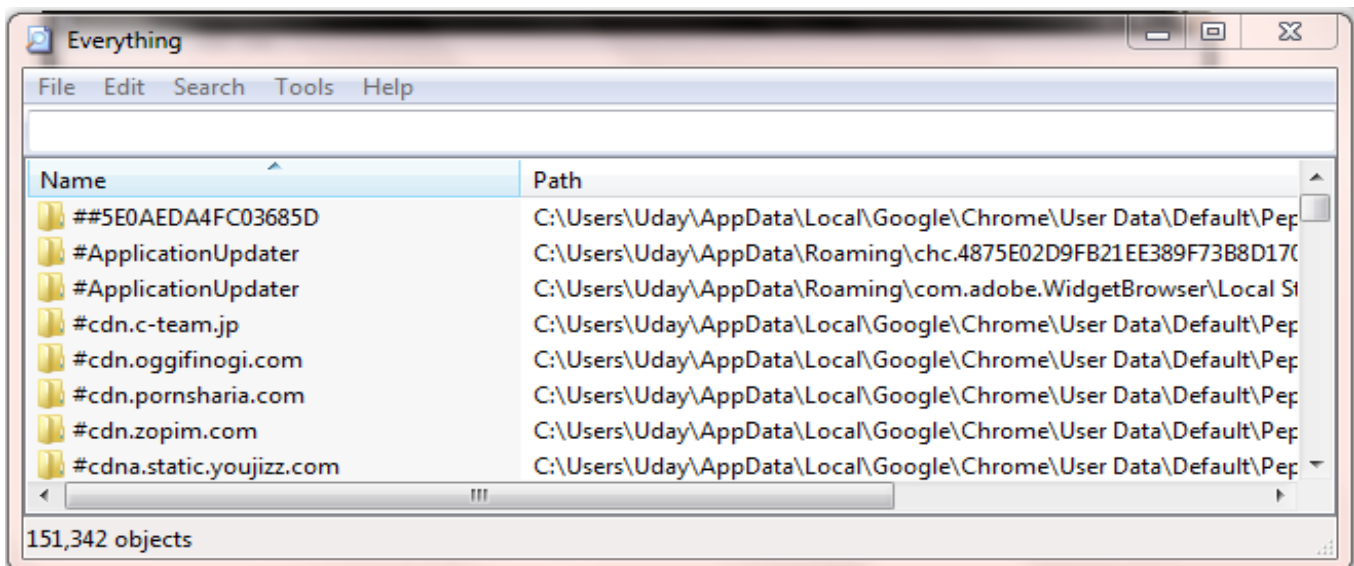 Everything
File Edit Search Tools Help
Name Path
##5E0AEDA4FC03685D C:\Users\Uday\AppData\Local\Google\Chrome\User Data\Default\Pep
#ApplicationUpdater C:\Users\Uday\AppData\Roaming\chc.4875E02D9FB21EE389F73B8D170
#ApplicationUpdater C:\Users\Uday\AppData\Roaming\com.adobe.WidgetBrowser\Local St
#cdn.c-team.jp C:\Users\Uday\AppData\Local\Google\Chrome\User Data\Default\Pep
#cdn.oggifinogi.com C:\Users\Uday\AppData\Local\Google\Chrome\User Data\Default\Pep
#cdn.pornsharia.com C:\Users\Uday\AppData\Local\Google\Chrome\User Data\Default\Pep
#cdn.zopim.com C:\Users\Uday\AppData\Local\Google\Chrome\User Data\Default\Pep
#cdna.static.youjizz.com C:\Users\Uday\AppData\Local\Google\Chrome\User Data\Default\Pep
151,342 objects